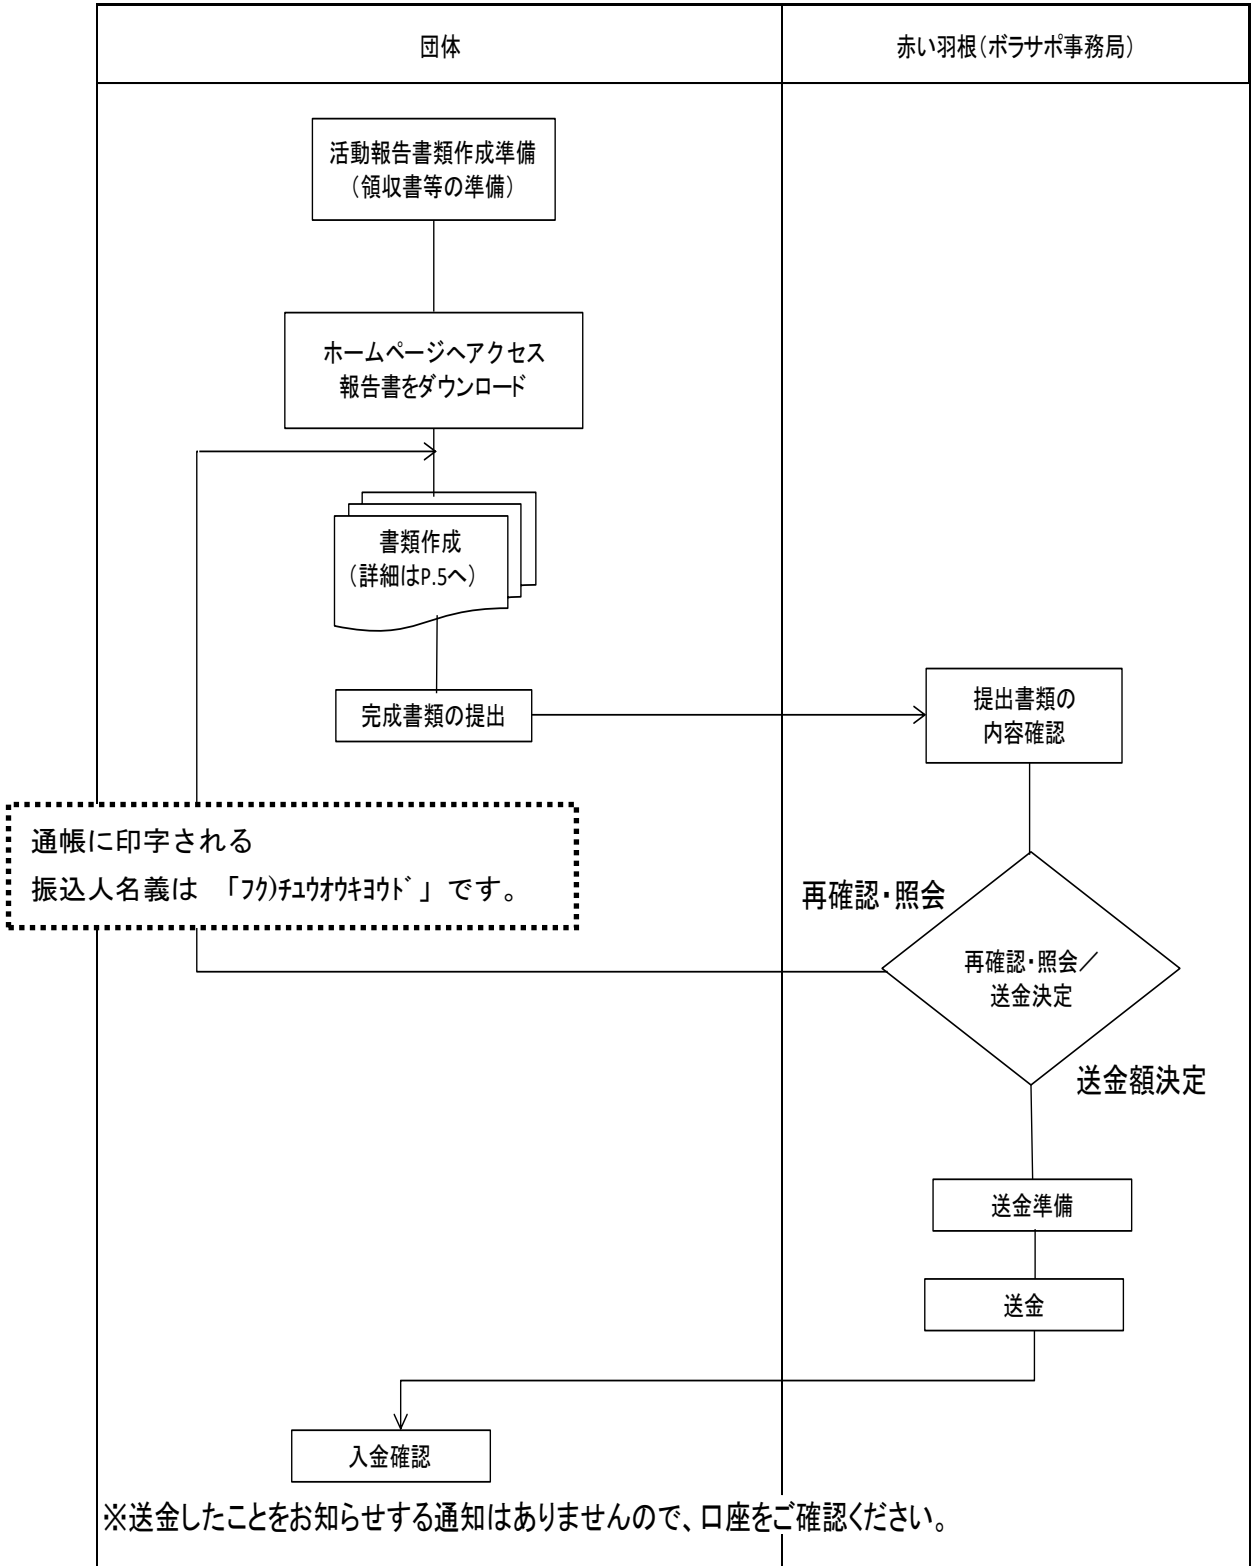 団体
赤い羽根(ボラサポ事務局)
活動報告書類作成準備
(領収書等の準備)
ホームページへアクセス
報告書をダウンロード
書類作成
(詳細はP.5へ)
完成書類の提出
提出書類の
内容確認
通帳に印字される
振込人名義は 「フク)チユウオウキヨウド」です。
再確認・照会
再確認・照会/
送金決定
送金額決定
送金準備
送金
入金確認
※送金したことをお知らせする通知はありませんので、口座をご確認ください。